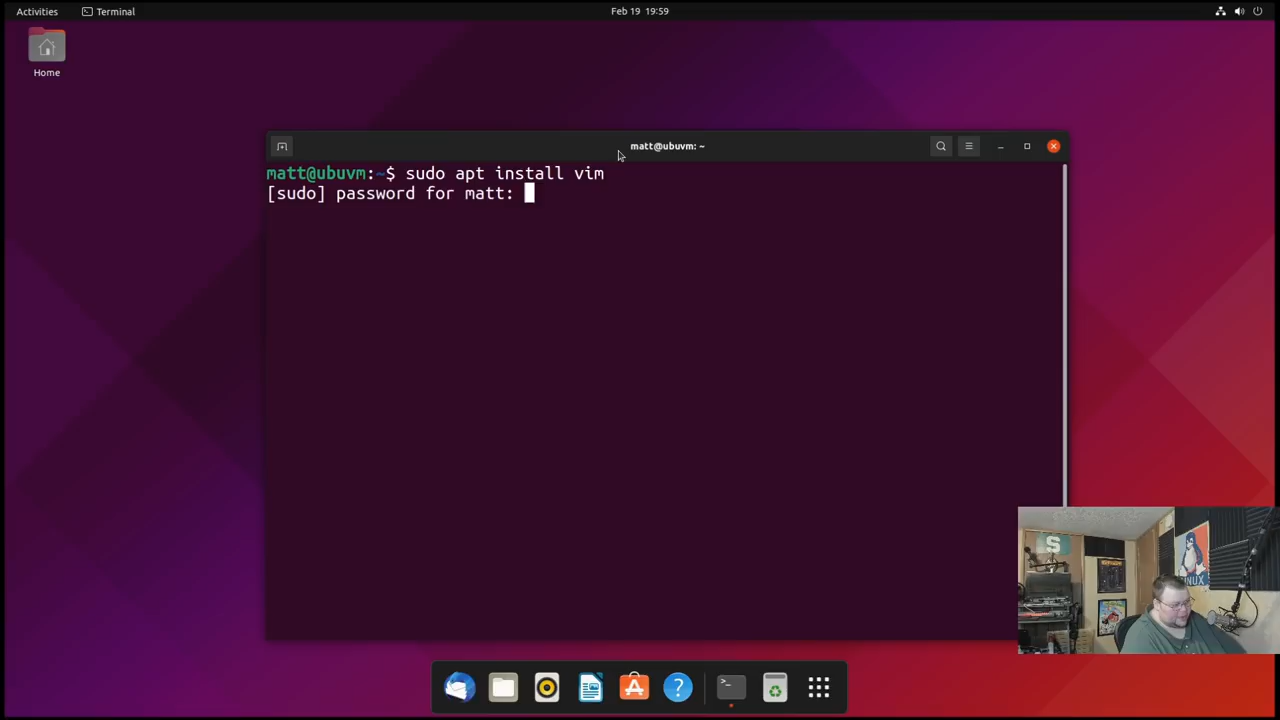 Activities
Terminal
Feb 19 19:59
Home
matt@ubuvm: ~
matt@ubuvm:~$ sudo apt install vim
[sudo] password for matt:
S